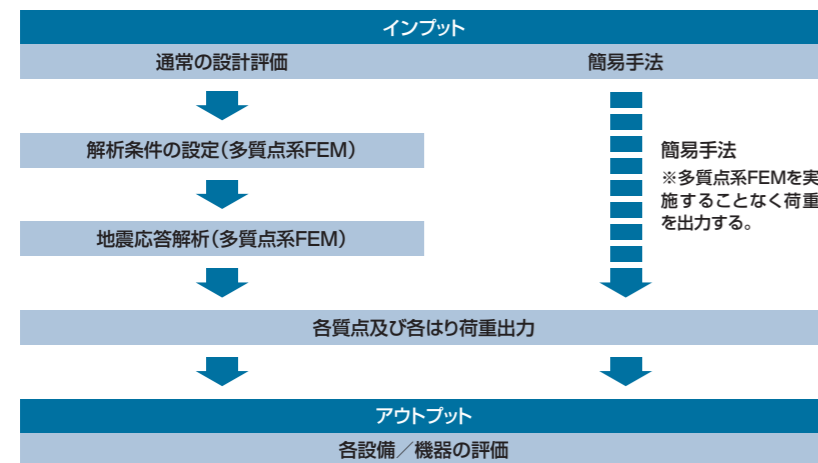 インプット
通常の設計評価
簡易手法
解析条件の設定(多質点系FEM)
簡易手法
※多質点系FEMを実
施することなく荷重
を出力する。
地震応答解析(多質点系FEM)
各質点及び各はり荷重出力
アウトプット
各設備／機器の評価